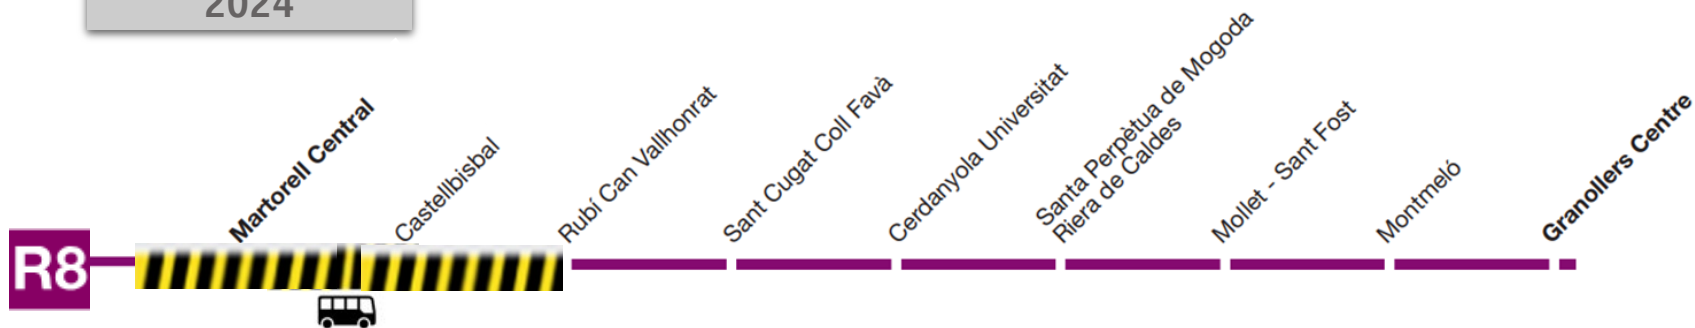 2024
R8
Martorell Central
Castellbisbal
Rubí Can Vallhonrat
Sant Cugat Coll Favà
Cerdanyola Universitat
Santa Perpètua de Mogoda
Riera de Caldes
Mollet - Sant Fost
Montmeló
Granollers Centre